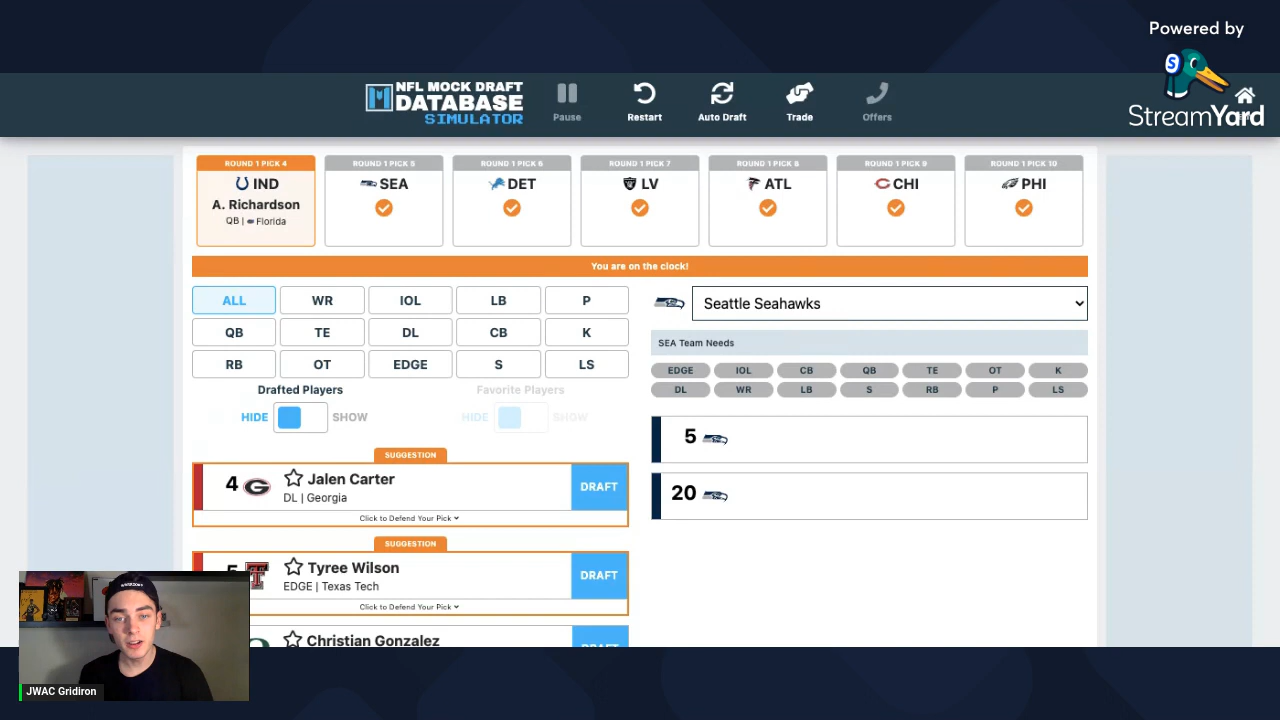 Powered by
StreamYard
NFL MOCK DRAFT
DATABASE
SIMULATOR
Pause
Restart
Auto Draft
Trade
Offers
ROUND 1 PICK 4
IND
A. Richardson
QB | Florida
ROUND 1 PICK 5
SEA
ROUND 1 PICK 6
DET
ROUND 1 PICK 7
LV
ROUND 1 PICK 8
ATL
ROUND 1 PICK 9
CHI
ROUND 1 PICK 10
PHI
You are on the clock!
ALL WR IOL LB P
QB TE DL CB K
RB OT EDGE S LS
Drafted Players
HIDE SHOW
Favorite Players
HIDE SHOW
SUGGESTION
4 Jalen Carter
DL | Georgia
DRAFT
Click to Defend Your Pick
SUGGESTION
Tyree Wilson
EDGE | Texas Tech
DRAFT
Click to Defend Your Pick
Christian Gonzalez
Seattle Seahawks
SEA Team Needs
EDGE IOL CB QB TE OT K
DL WR LB S RB P LS
5
20
JWAC Gridiron